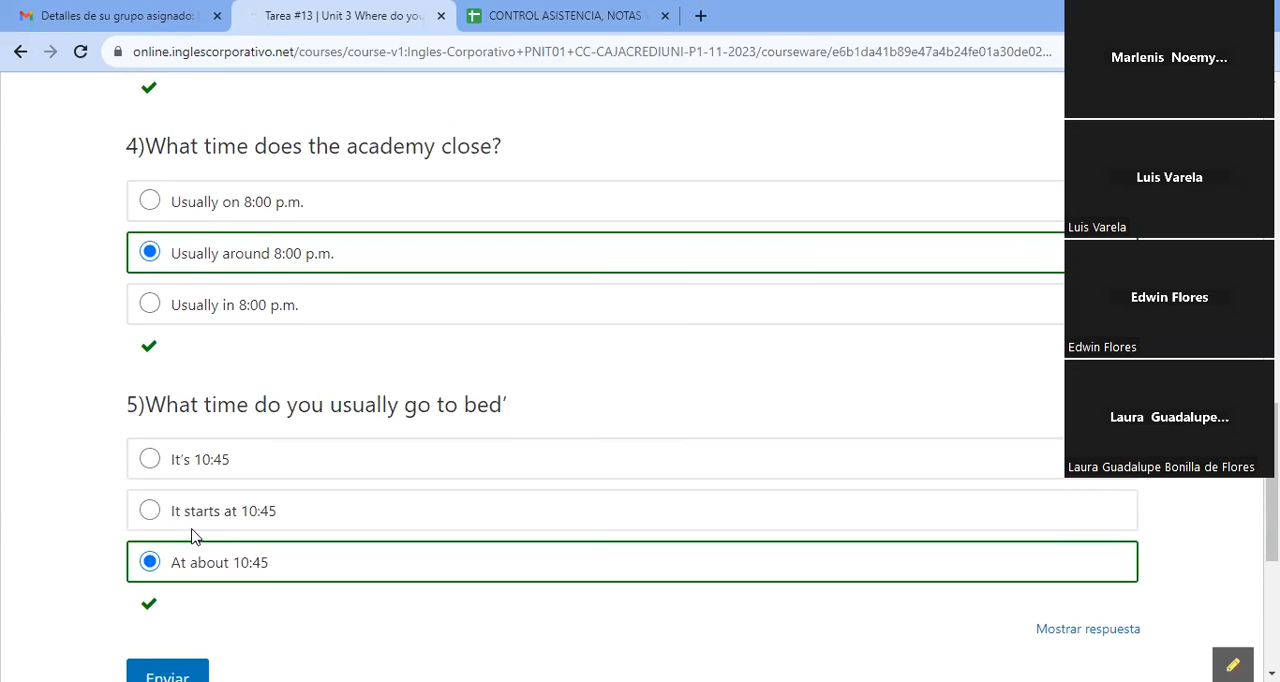 Detalles de su grupo asignado:
Tarea #13 | Unit 3 Where do you
CONTROL ASISTENCIA, NOTAS
online.inglescorporativo.net/courses/course-v1:Ingles-Corporativo+PNIT01+CC-CAJACREDIUNI-P1-11-2023/courseware/e6b1da41b89e47a4b24fe01a30de02...
4)What time does the academy close?
Usually on 8:00 p.m.
Usually around 8:00 p.m.
Usually in 8:00 p.m.
5)What time do you usually go to bed’
It’s 10:45
It starts at 10:45
At about 10:45
Mostrar respuesta
Enviar
Marlenis Noemy...
Luis Varela
Luis Varela
Edwin Flores
Edwin Flores
Laura Guadalupe...
Laura Guadalupe Bonilla de Flores